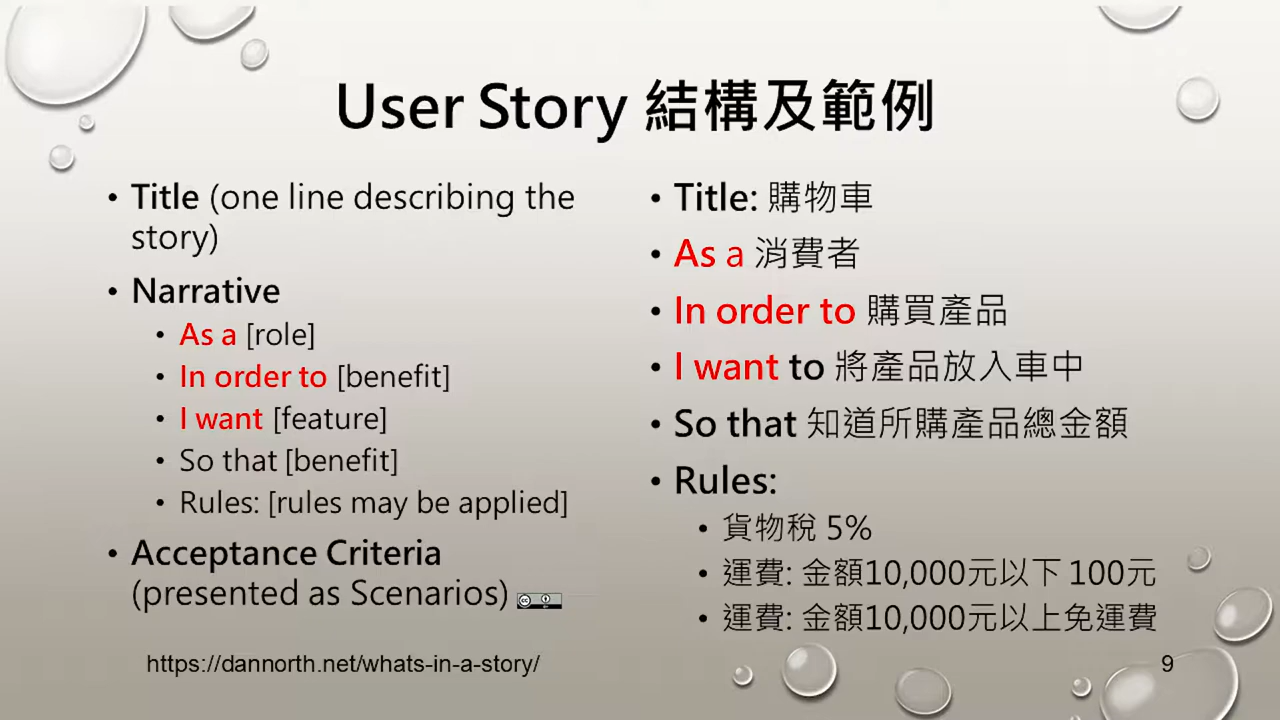 User Story 結構及範例
• Title (one line describing the
story)
• Narrative
• As a [role]
• In order to [benefit]
• I want [feature]
• So that [benefit]
• Rules: [rules may be applied]
• Acceptance Criteria
(presented as Scenarios)
https://dannorth.net/whats-in-a-story/
• Title: 購物車
• As a 消費者
• In order to 購買產品
• I want to 將產品放入車中
• So that 知道所購產品總金額
• Rules:
• 貨物稅 5%
• 運費: 金額10,000元以下 100元
• 運費: 金額10,000元以上免運費
9